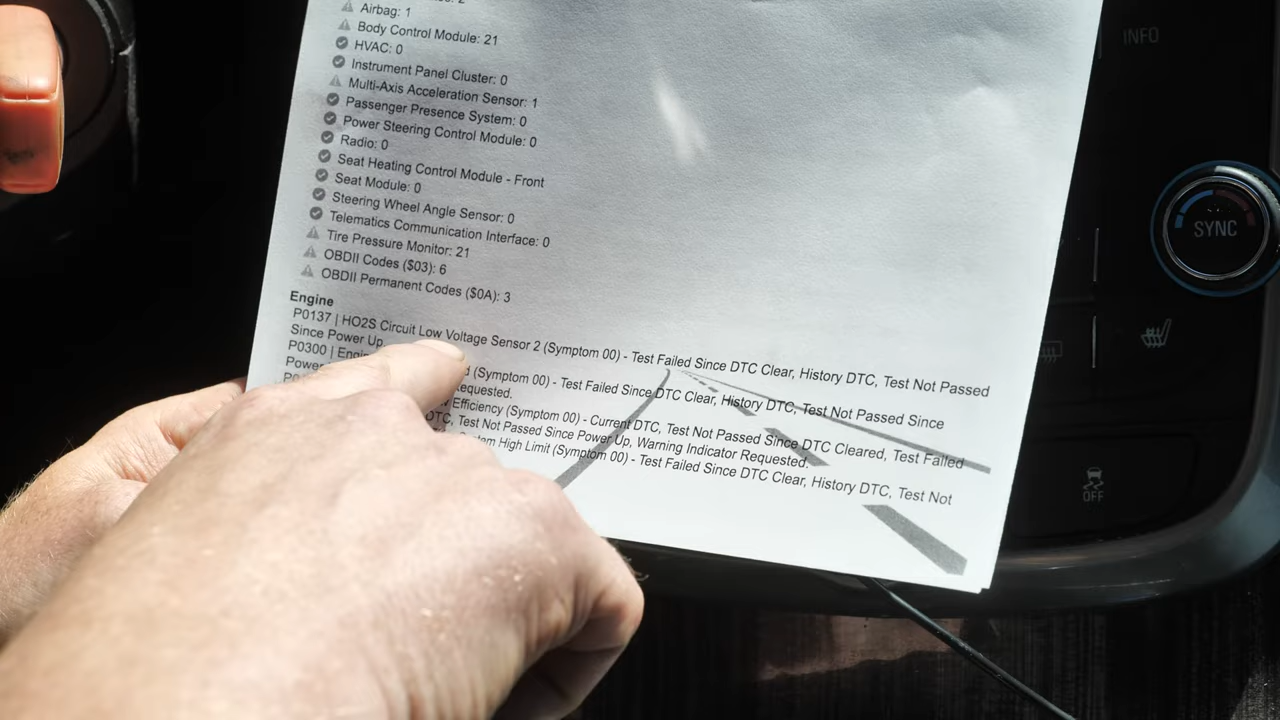 Airbag: 1
Body Control Module: 21
HVAC: 0
Instrument Panel Cluster: 0
Multi-Axis Acceleration Sensor: 1
Passenger Presence System: 0
Power Steering Control Module: 0
Radio: 0
Seat Heating Control Module - Front
Seat Module: 0
Steering Wheel Angle Sensor: 0
Telematics Communication Interface: 0
Tire Pressure Monitor: 21
OBDII Codes ($03): 6
OBDII Permanent Codes ($0A): 3
Engine
P0137 | HO2S Circuit Low Voltage Sensor 2 (Symptom 00) - Test Failed Since DTC Clear, History DTC, Test Not Passed
Since Power Up
P0300 | (Symptom 00) - Test Failed Since DTC Clear, History DTC, Test Not Passed Since
Efficiency (Symptom 00) - Current DTC, Test Not Passed Since DTC Cleared, Test Failed
DTC, Test Not Passed Since Power Up, Warning Indicator Requested.
High Limit (Symptom 00) - Test Failed Since DTC Clear, History DTC, Test Not
INFO
SYNC
OFF